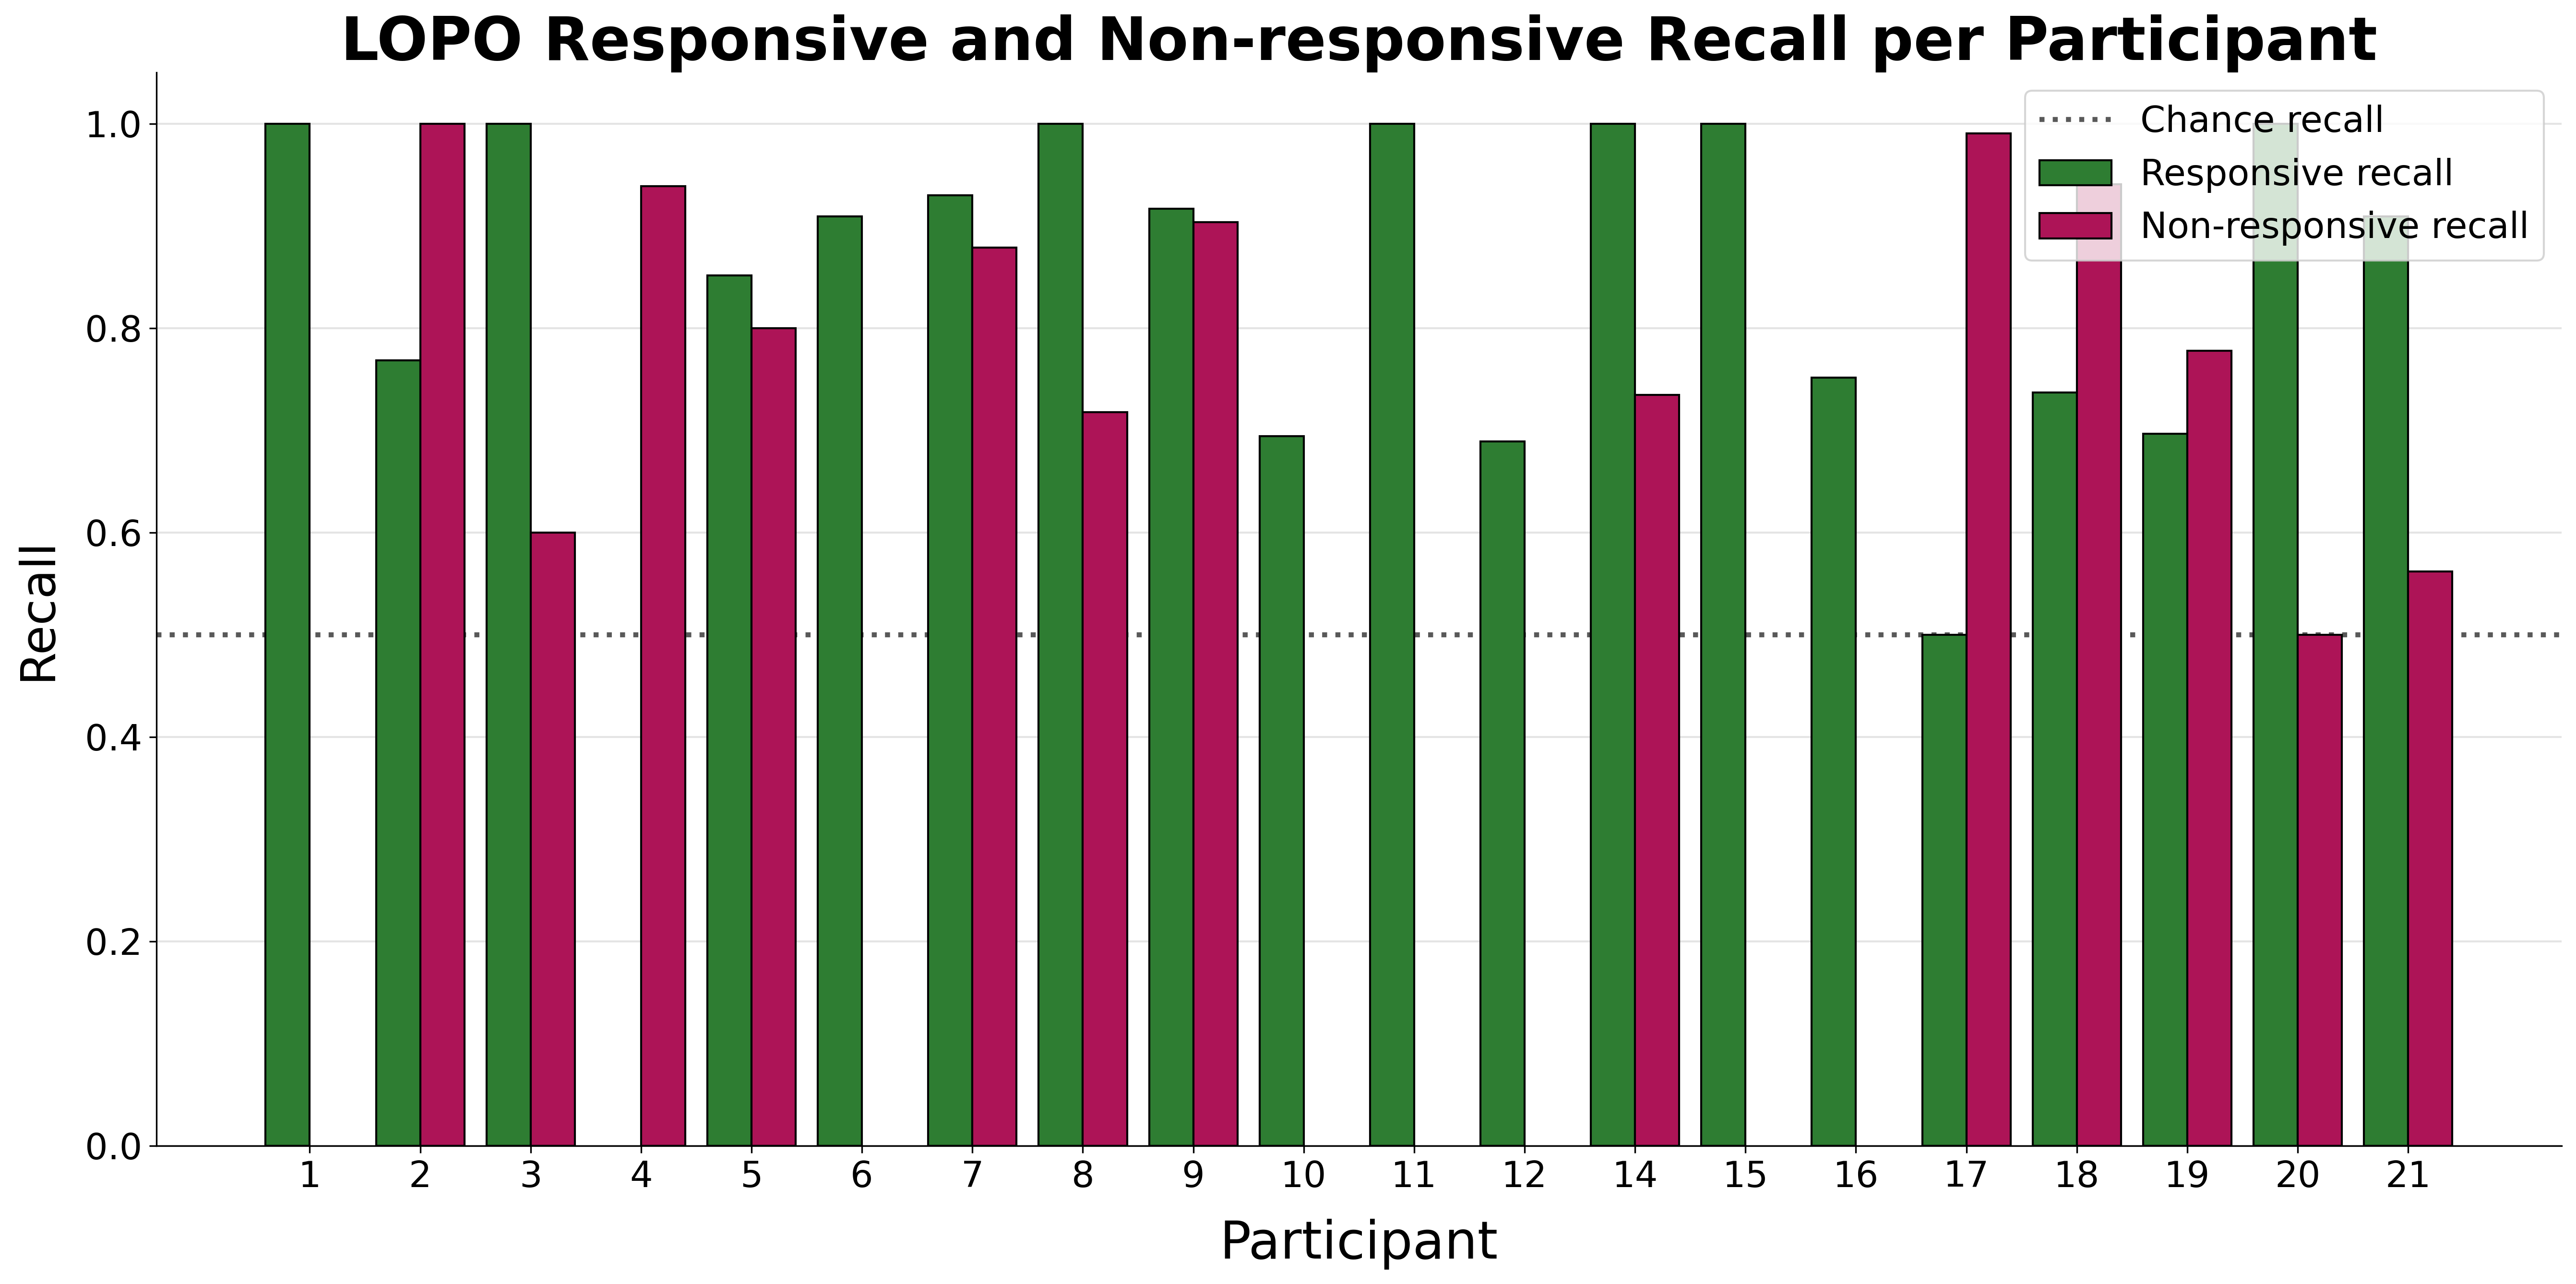 LOPO Responsive and Non-responsive Recall per Participant
Chance recall
Responsive recall
Non-responsive recall
1.0
0.8
0.6
0.4
0.2
0.0
Recall
1 2 3 4 5 6 7 8 9 10 11 12 14 15 16 17 18 19 20 21
Participant